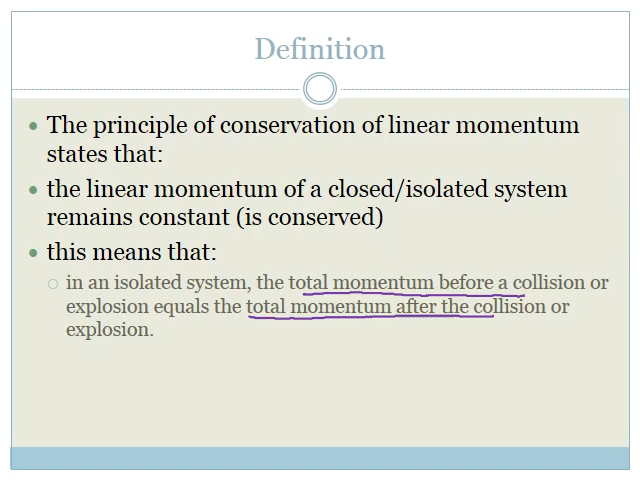 Definition
• The principle of conservation of linear momentum
states that:
• the linear momentum of a closed/isolated system
remains constant (is conserved)
• this means that:
○ in an isolated system, the total momentum before a collision or
explosion equals the total momentum after the collision or
explosion.